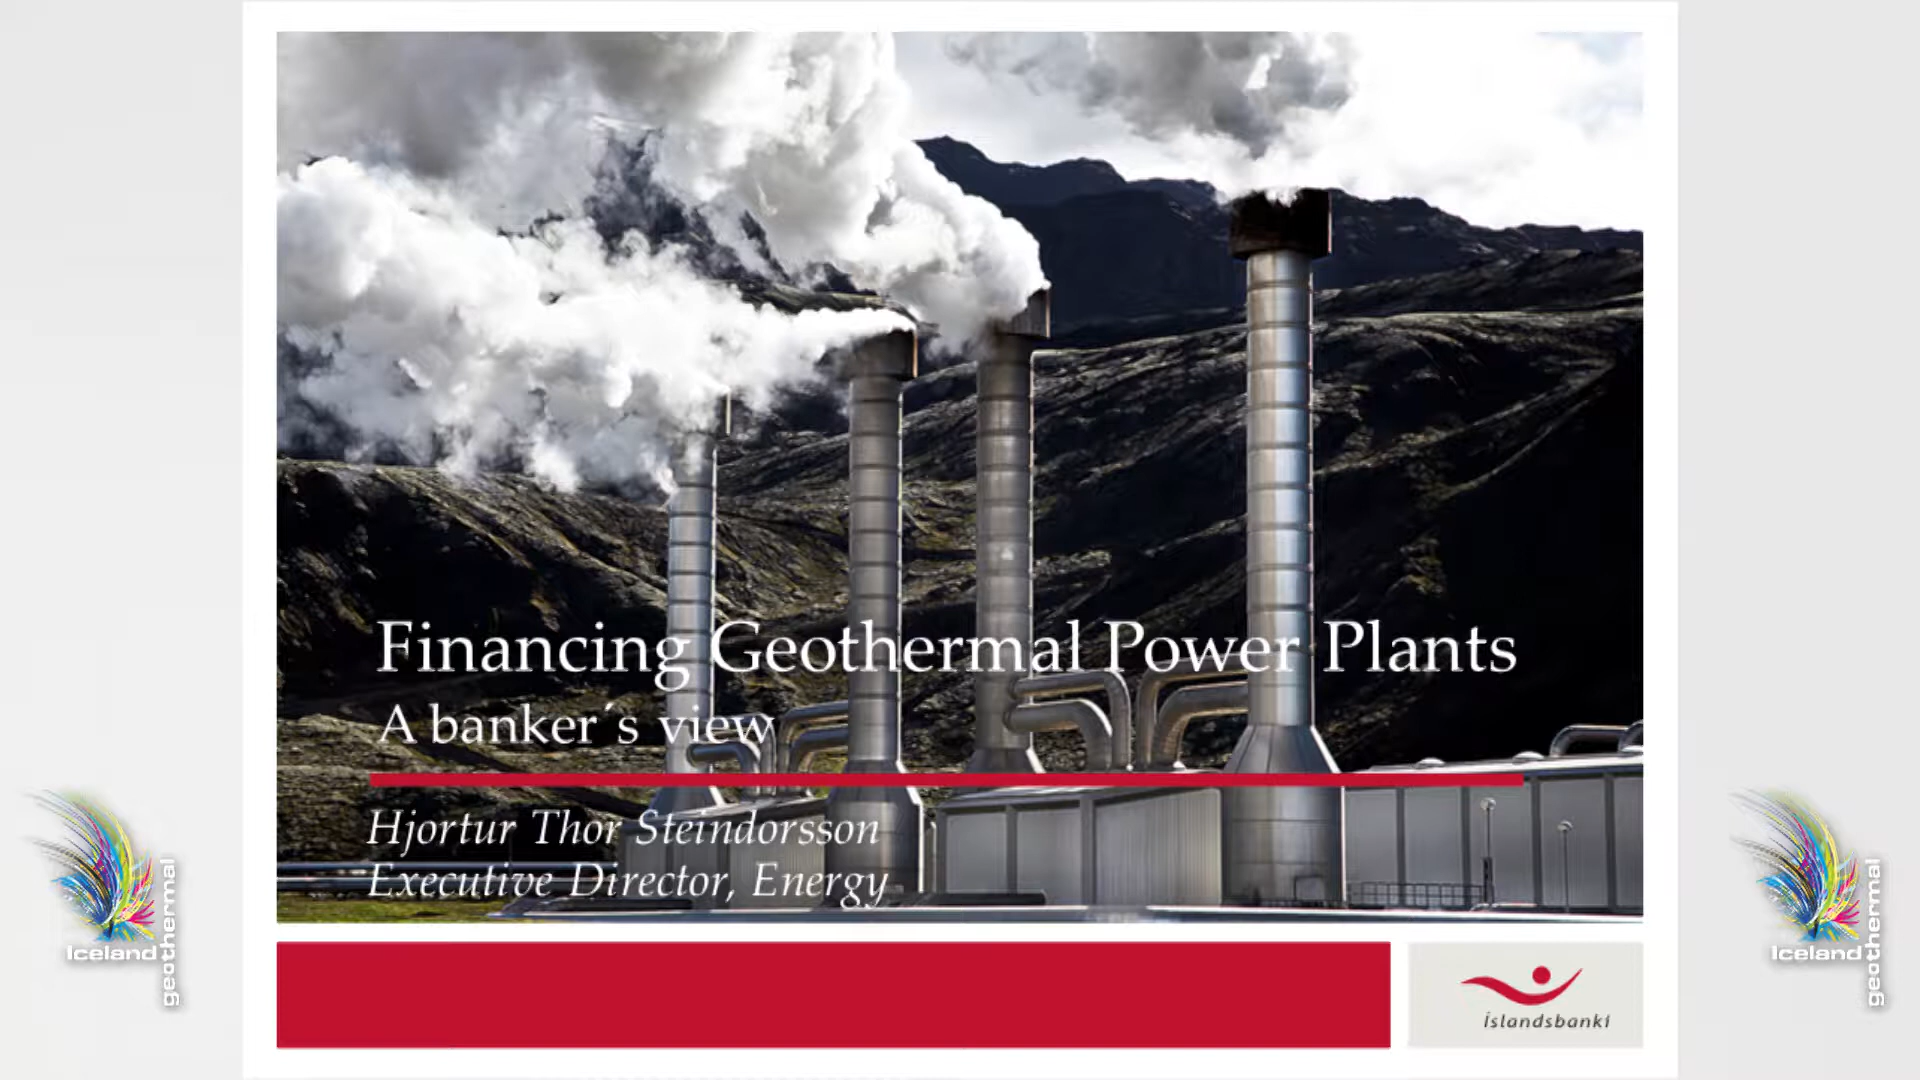 Financing Geothermal Power Plants
A banker´s view
Hjortur Thor Steindorsson
Executive Director, Energy
Iceland
geothermal
Iceland
geothermal
íslandsbanki